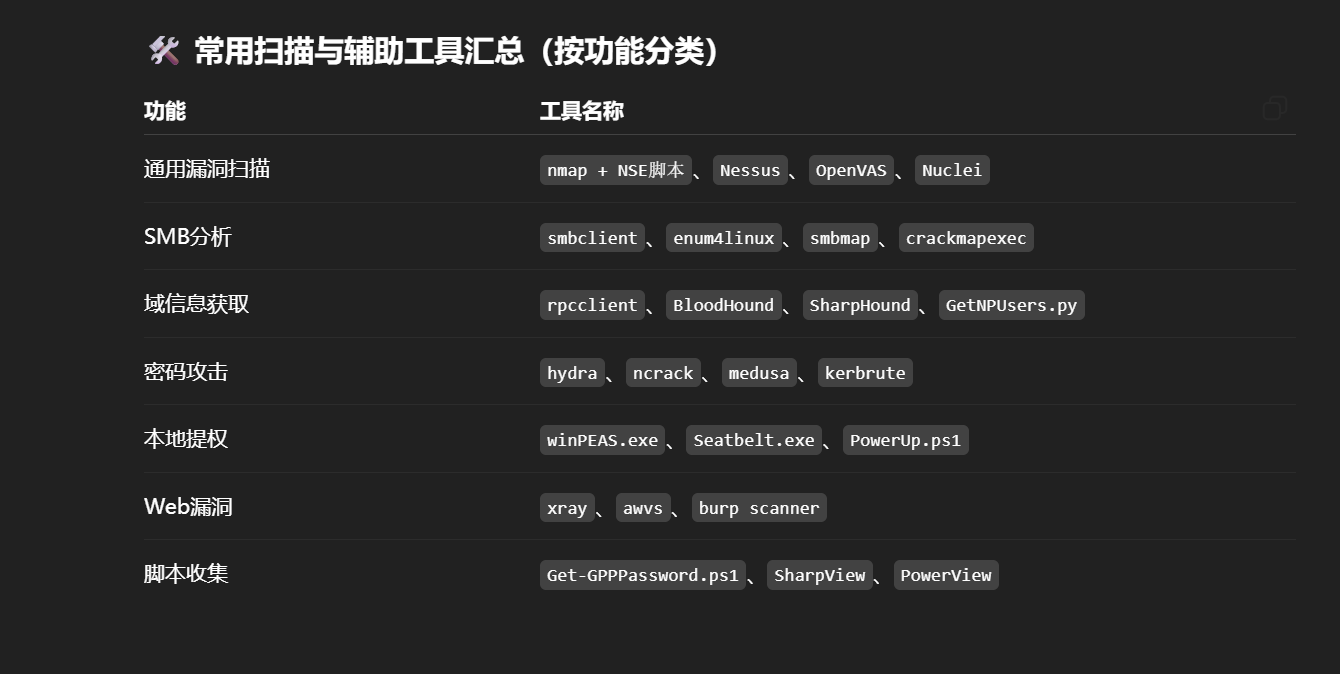 🛠️ 常用扫描与辅助工具汇总（按功能分类）
功能 工具名称
通用漏洞扫描 nmap + NSE脚本、Nessus、OpenVAS、Nuclei
SMB分析 smbclient、enum4linux、smbmap、crackmapexec
域信息获取 rpcclient、BloodHound、SharpHound、GetNPUsers.py
密码攻击 hydra、ncrack、medusa、kerbrute
本地提权 winPEAS.exe、Seatbelt.exe、PowerUp.ps1
Web漏洞 xray、awvs、burp scanner
脚本收集 Get-GPPPassword.ps1、SharpView、PowerView